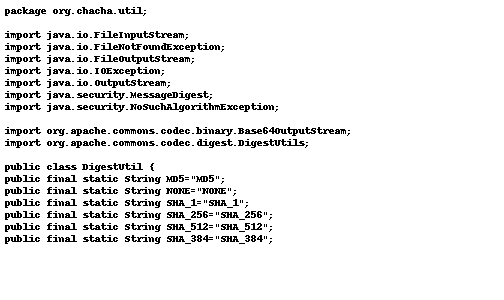 package org.chacha.util;
import java.io.FileInputStream;
import java.io.FileNotFoundException;
import java.io.FileOutputStream;
import java.io.IOException;
import java.io.OutputStream;
import java.security.MessageDigest;
import java.security.NoSuchAlgorithmException;
import org.apache.commons.codec.binary.Base64OutputStream;
import org.apache.commons.codec.digest.DigestUtils;
public class DigestUtil {
public final static String MD5="MD5";
public final static String NONE="NONE";
public final static String SHA_1="SHA_1";
public final static String SHA_256="SHA_256";
public final static String SHA_512="SHA_512";
public final static String SHA_384="SHA_384";